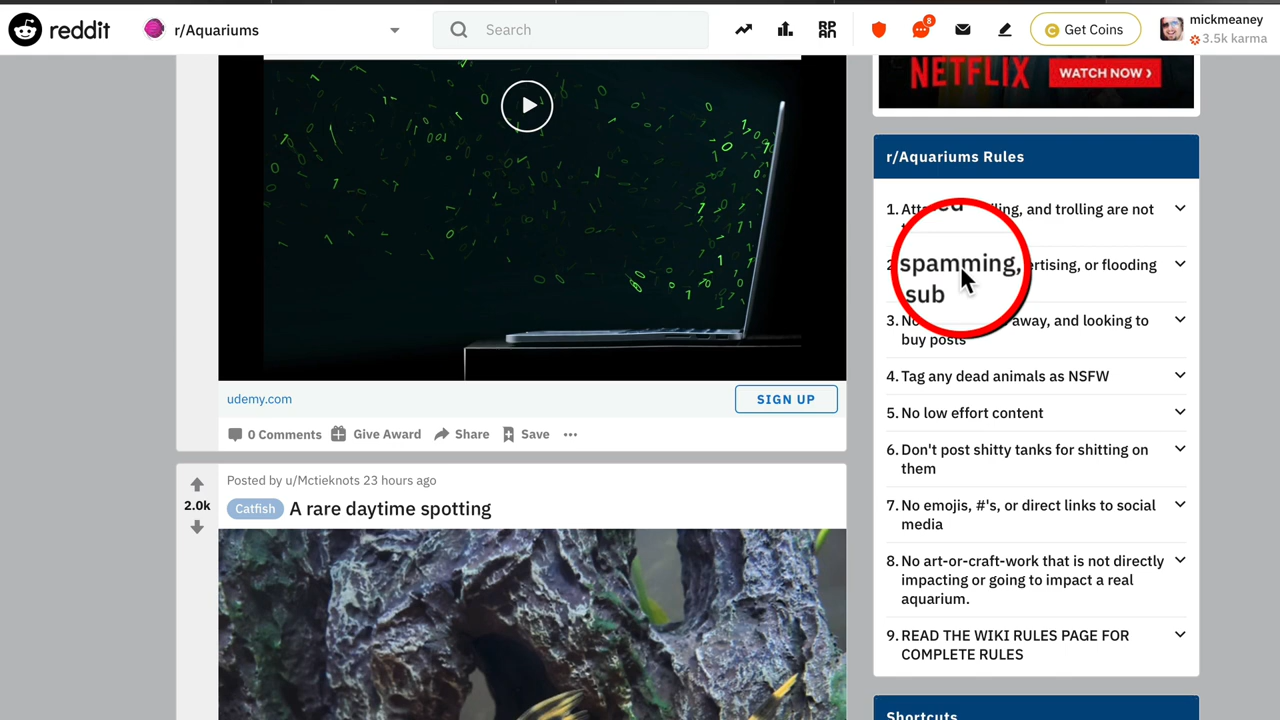 reddit r/Aquariums Search 8 Get Coins mickmeaney
3.5k karma
NETFLIX WATCH NOW
r/Aquariums Rules
1. ling, and trolling are not
2 spamming, ertising, or flooding
sub
3. away, and looking to
buy posts
4. Tag any dead animals as NSFW
5. No low effort content
6. Don't post shitty tanks for shitting on
them
7. No emojis, #'s, or direct links to social
media
8. No art-or-craft-work that is not directly
impacting or going to impact a real
aquarium.
9. READ THE WIKI RULES PAGE FOR
COMPLETE RULES
Shortcuts
udemy.com SIGN UP
0 Comments Give Award Share Save
Posted by u/Mctieknots 23 hours ago
2.0k
Catfish A rare daytime spotting